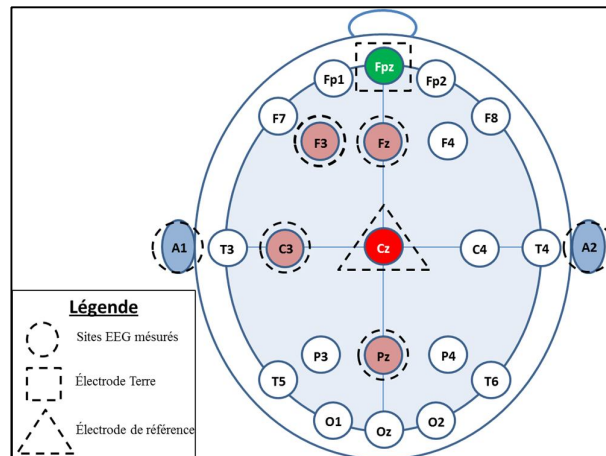 Fpz
Fp1 Fp2
F7 F8
F3 Fz F4
A1 T3 C3 Cz C4 T4 A2
Légende
Sites EEG mésurés
Électrode Terre
Électrode de référence
P3 Pz P4
T5 T6
O1 Oz O2